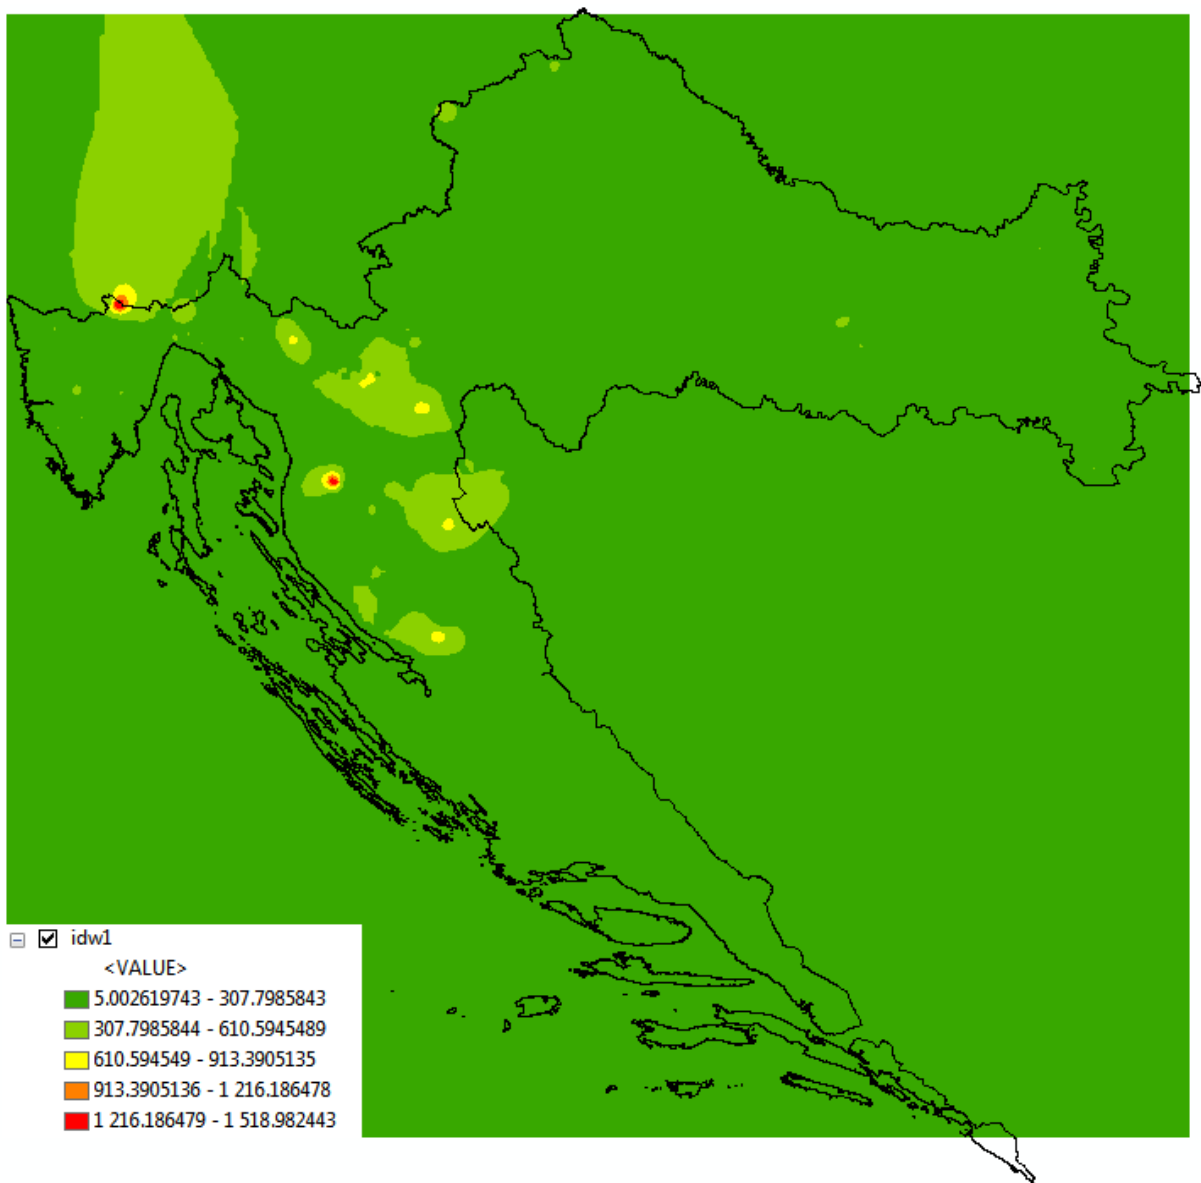 idw1
<VALUE>
5.002619743 - 307.7985843
307.7985844 - 610.5945489
610.594549 - 913.3905135
913.3905136 - 1 216.186478
1 216.186479 - 1 518.982443